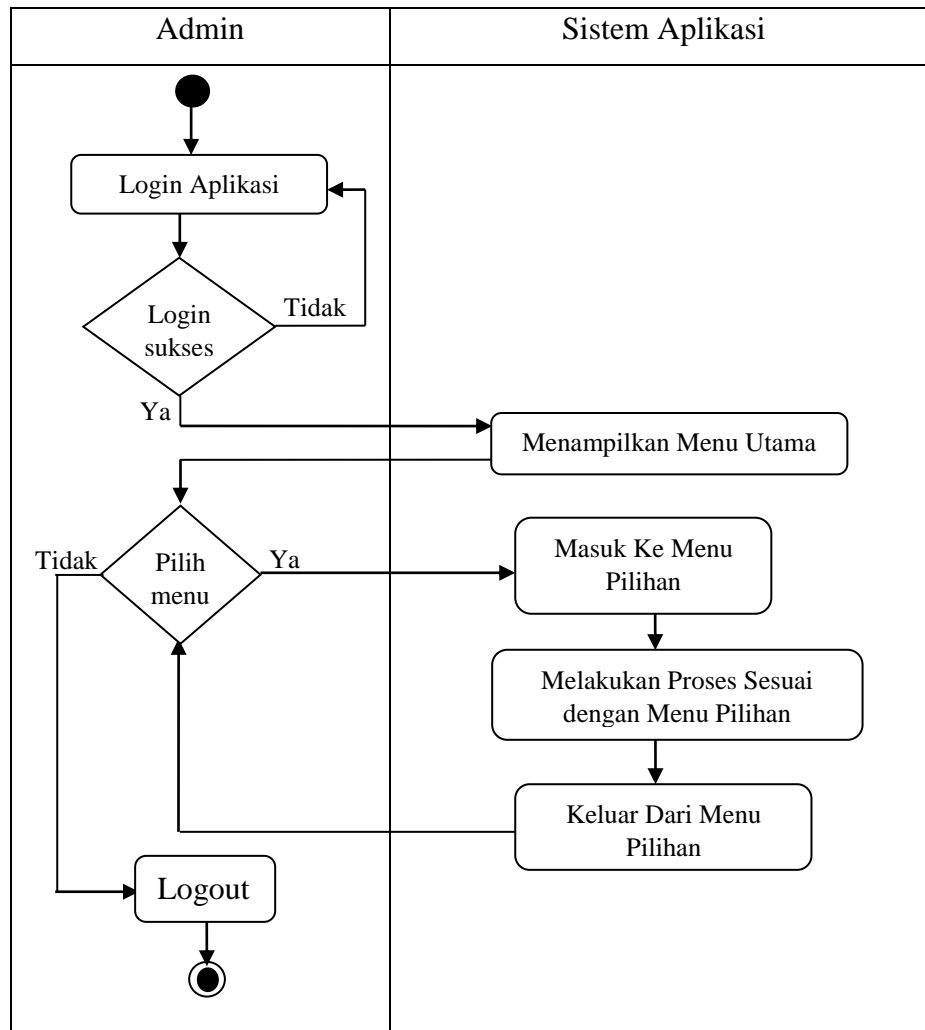 Admin
Sistem Aplikasi
Login Aplikasi
Login
sukses
Tidak
Ya
Menampilkan Menu Utama
Tidak
Pilih
menu
Ya
Masuk Ke Menu
Pilihan
Melakukan Proses Sesuai
dengan Menu Pilihan
Keluar Dari Menu
Pilihan
Logout